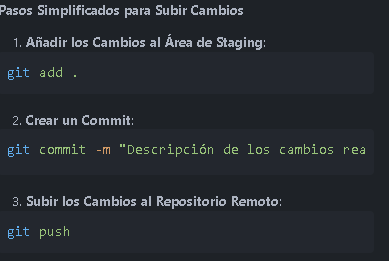 Pasos Simplificados para Subir Cambios
1. Añadir los Cambios al Área de Staging:
git add .
2. Crear un Commit:
git commit -m "Descripción de los cambios rea
3. Subir los Cambios al Repositorio Remoto:
git push